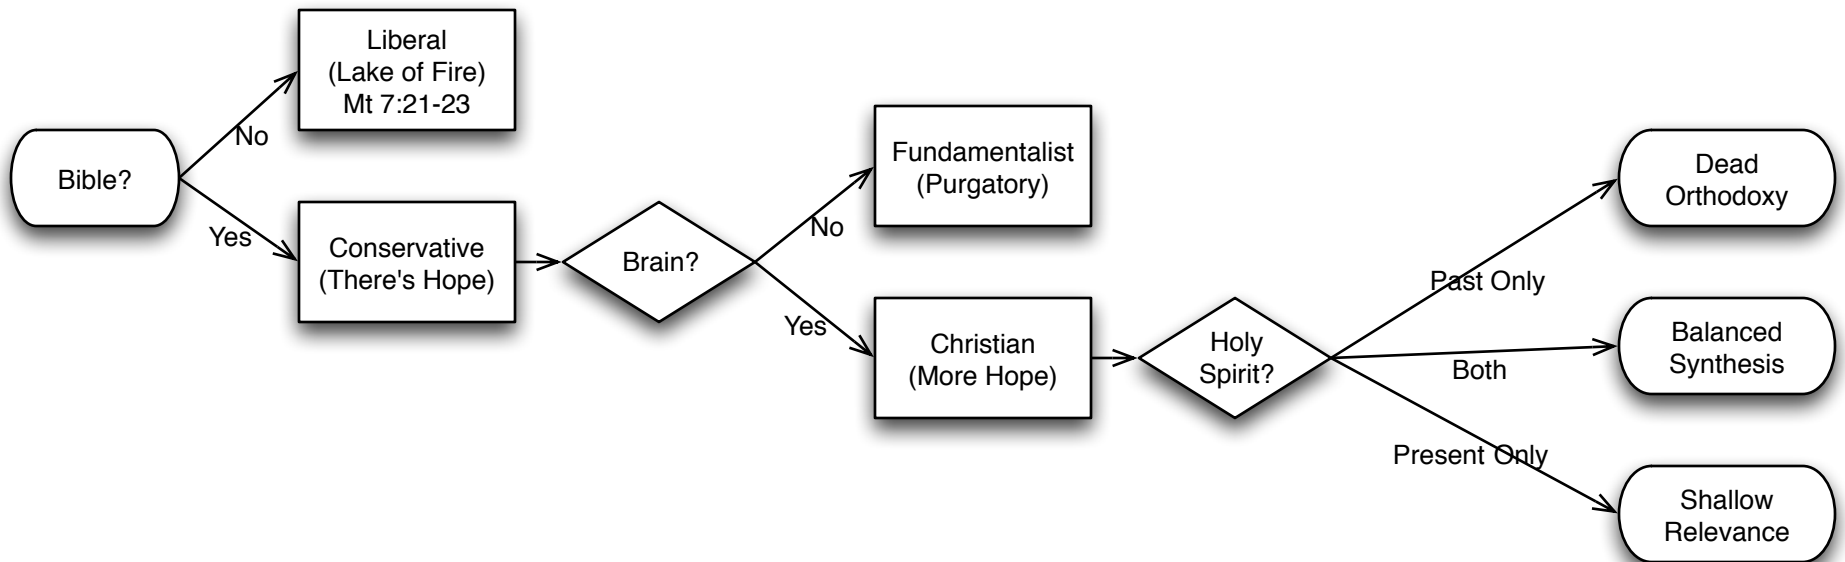 Bible?
No
Yes
Liberal
(Lake of Fire)
Mt 7:21-23
Conservative
(There's Hope)
Brain?
No
Yes
Fundamentalist
(Purgatory)
Christian
(More Hope)
Holy
Spirit?
Past Only
Both
Present Only
Dead
Orthodoxy
Balanced
Synthesis
Shallow
Relevance